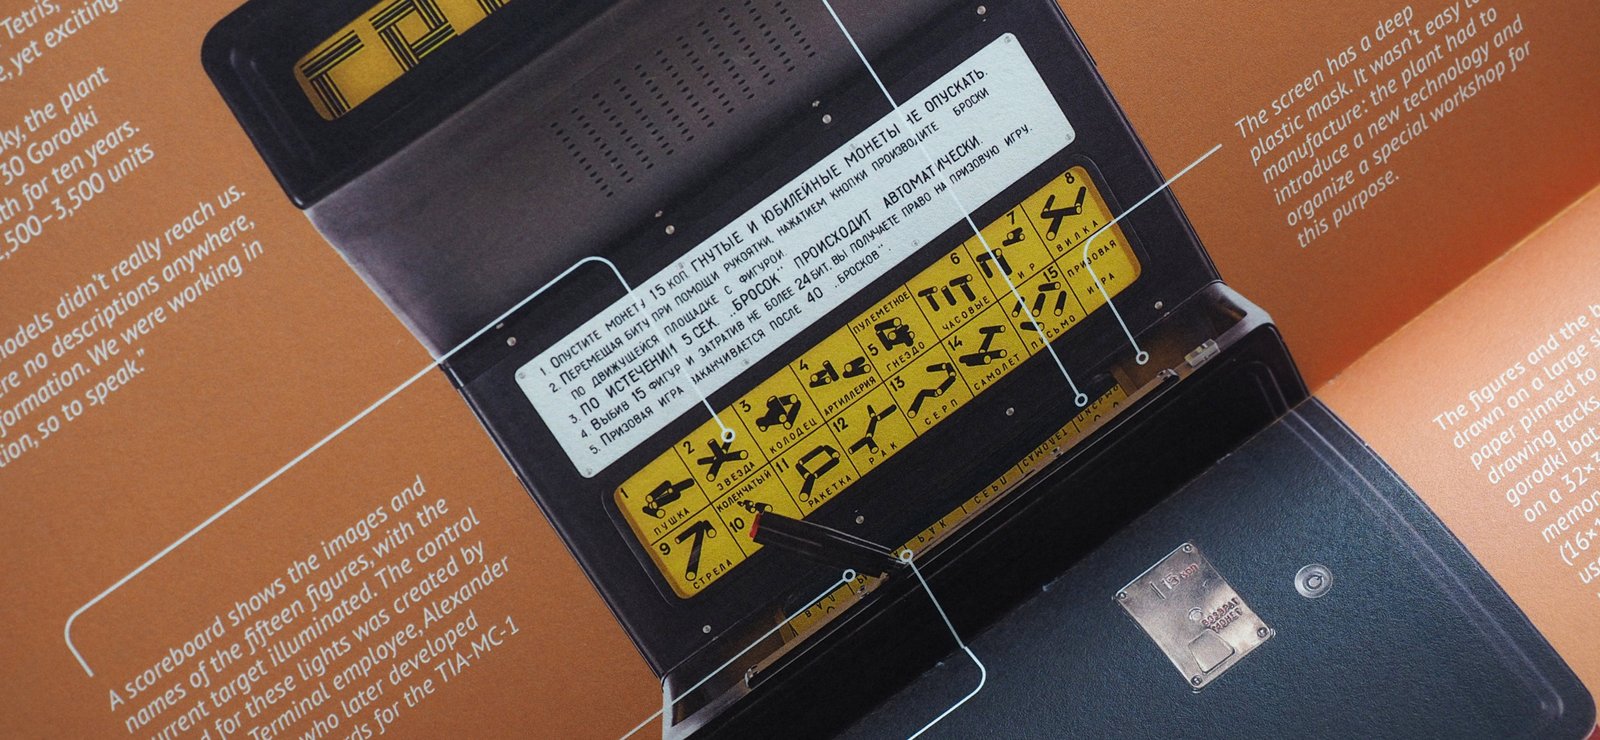 Tetris,
, yet exciting.
ky, the plant
30 Gorodki
th for ten years.
,500–3,500 units
models didn't really reach us.
re no descriptions anywhere,
formation. We were working in
tion, so to speak."
A scoreboard shows the images and
names of the fifteen figures, with the
urrent target illuminated. The control
d for these lights was created by
Terminal employee, Alexander
who later developed
rds for the TIA-MC-1
ГОР
1. ОПУСТИТЕ МОНЕТУ 15 КОП. ГНУТЫЕ И ЮБИЛЕЙНЫЕ МОНЕТЫ НЕ ОПУСКАТЬ.
2. ПЕРЕМЕЩАЯ БИТУ ПРИ ПОМОЩИ РУКОЯТКИ, НАЖАТИЕМ КНОПКИ ПРОИЗВОДИТЕ БРОСКИ
ПО ДВИЖУЩЕЙСЯ ПЛОЩАДКЕ С ФИГУРОЙ.
3. ПО ИСТЕЧЕНИИ 5 СЕК. „БРОСОК" ПРОИСХОДИТ АВТОМАТИЧЕСКИ.
4. ВЫБИВ 15 ФИГУР И ЗАТРАТИВ НЕ БОЛЕЕ 24 БИТ, ВЫ ПОЛУЧАЕТЕ ПРАВО НА ПРИЗОВУЮ ИГРУ.
5. ПРИЗОВАЯ ИГРА ЗАКАНЧИВАЕТСЯ ПОСЛЕ 40 „БРОСКОВ"
1 ПУШКА
2 ЗВЕЗДА
3 КОЛОДЕЦ
4 АРТИЛЛЕРИЯ
ПУЛЕМЕТНОЕ
5 ГНЕЗДО
6 ЧАСОВЫЕ
7 ТИР
8 ВИЛКА
9 СТРЕЛА
КОЛЕНЧАТЫЙ
10
11 РАКЕТКА
12 РАК
13 СЕРП
14 САМОЛЕТ
15 ПИСЬМО
ПРИЗОВАЯ
ИГРА
15 коп
ВОЗВРАТ
МОНЕТ
The screen has a deep
plastic mask. It wasn't easy to
manufacture: the plant had to
introduce a new technology and
organize a special workshop for
this purpose.
The figures and the b
drawn on a large s
paper pinned to
drawing tacks
gorodki bat
on a 32×3
memor
(16×1
us